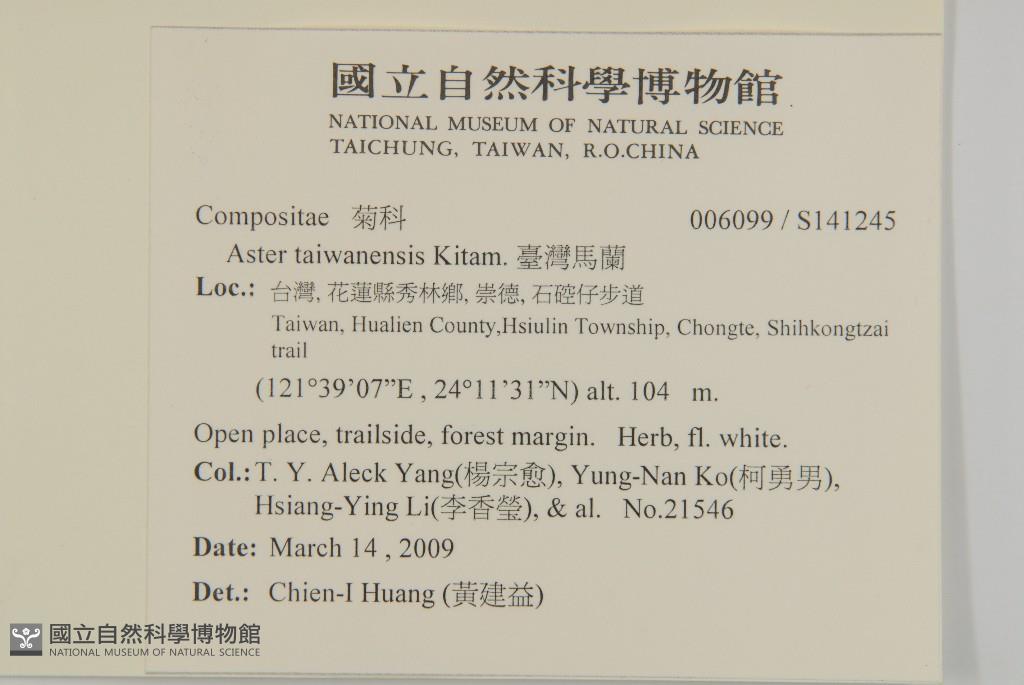 國立自然科學博物館
NATIONAL MUSEUM OF NATURAL SCIENCE
TAICHUNG, TAIWAN, R.O.CHINA
Compositae 菊科 006099 / S141245
Aster taiwanensis Kitam. 臺灣馬蘭
Loc.: 台灣, 花蓮縣秀林鄉, 崇德, 石硿仔步道
Taiwan, Hualien County,Hsiulin Township, Chongte, Shihkongtzai
trail
(121°39’07”E , 24°11’31”N) alt. 104 m.
Open place, trailside, forest margin. Herb, fl. white.
Col.: T. Y. Aleck Yang(楊宗愈), Yung-Nan Ko(柯勇男),
Hsiang-Ying Li(李香瑩), & al. No.21546
Date: March 14 , 2009
Det.: Chien-I Huang (黃建益)
國立自然科學博物館
NATIONAL MUSEUM OF NATURAL SCIENCE